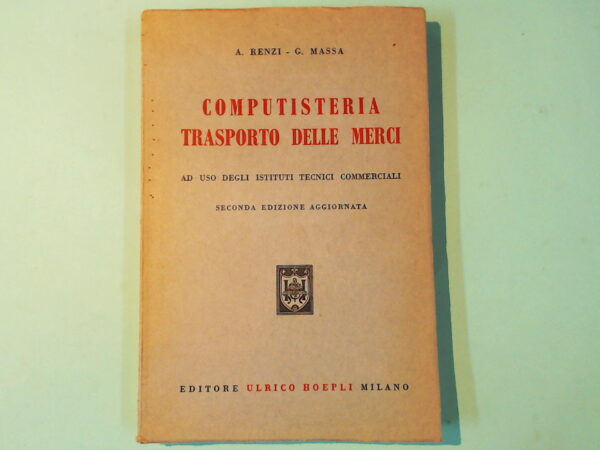 A. RENZI - G. MASSA
COMPUTISTERIA
TRASPORTO DELLE MERCI
AD USO DEGLI ISTITUTI TECNICI COMMERCIALI
SECONDA EDIZIONE AGGIORNATA
EDITORE ULRICO HOEPLI MILANO